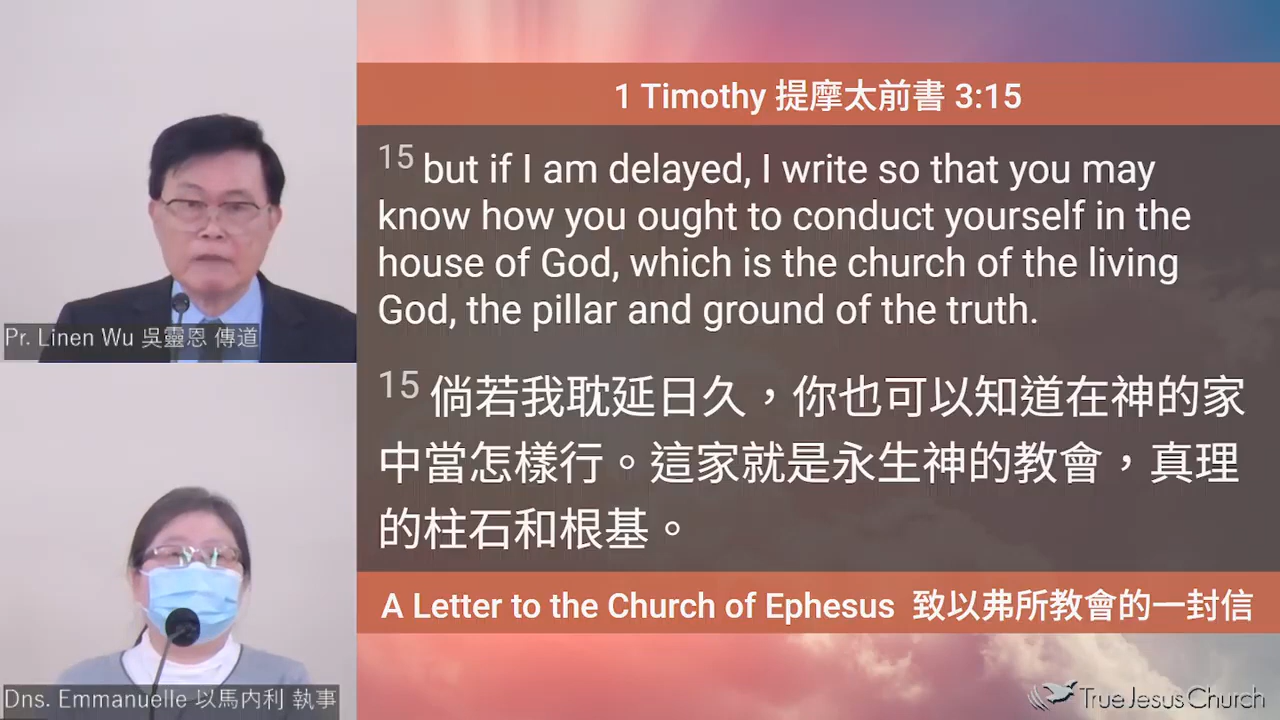 1 Timothy 提摩太前書 3:15
15 but if I am delayed, I write so that you may
know how you ought to conduct yourself in the
house of God, which is the church of the living
God, the pillar and ground of the truth.
15 倘若我耽延日久，你也可以知道在神的家
中當怎樣行。這家就是永生神的教會，真理
的柱石和根基。
A Letter to the Church of Ephesus 致以弗所教會的一封信
True Jesus Church
Pr. Linen Wu 吳靈恩 傳道
Dns. Emmanuelle 以馬內利 執事